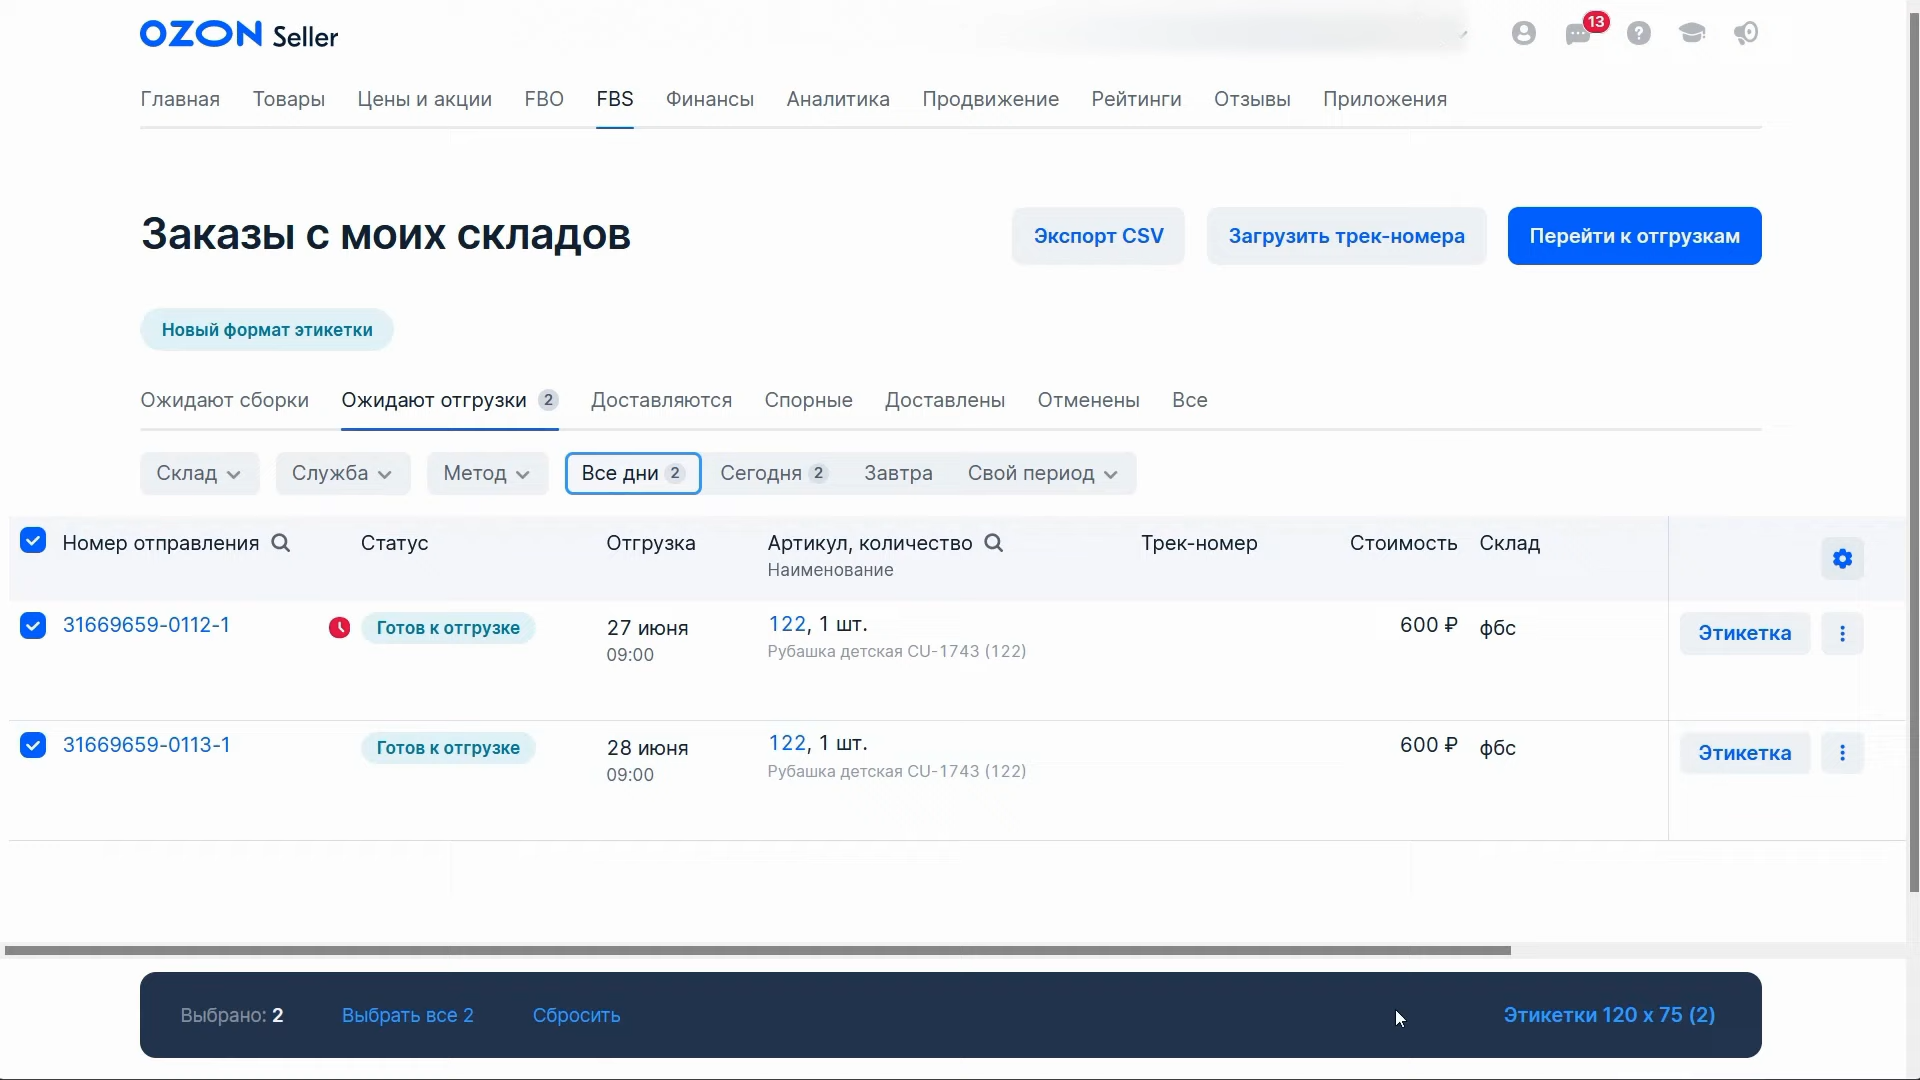 OZON Seller
13
Главная Товары Цены и акции FBO FBS Финансы Аналитика Продвижение Рейтинги Отзывы Приложения
Заказы с моих складов
Экспорт CSV Загрузить трек-номера Перейти к отгрузкам
Новый формат этикетки
Ожидают сборки Ожидают отгрузки 2 Доставляются Спорные Доставлены Отменены Все
Склад Служба Метод Все дни 2 Сегодня 2 Завтра Свой период
Номер отправления Статус Отгрузка Артикул, количество Трек-номер Стоимость Склад
Наименование
31669659-0112-1 Готов к отгрузке 27 июня 122, 1 шт. 600 ₽ фбс Этикетка
09:00 Рубашка детская CU-1743 (122)
31669659-0113-1 Готов к отгрузке 28 июня 122, 1 шт. 600 ₽ фбс Этикетка
09:00 Рубашка детская CU-1743 (122)
Выбрано: 2 Выбрать все 2 Сбросить Этикетки 120 x 75 (2)